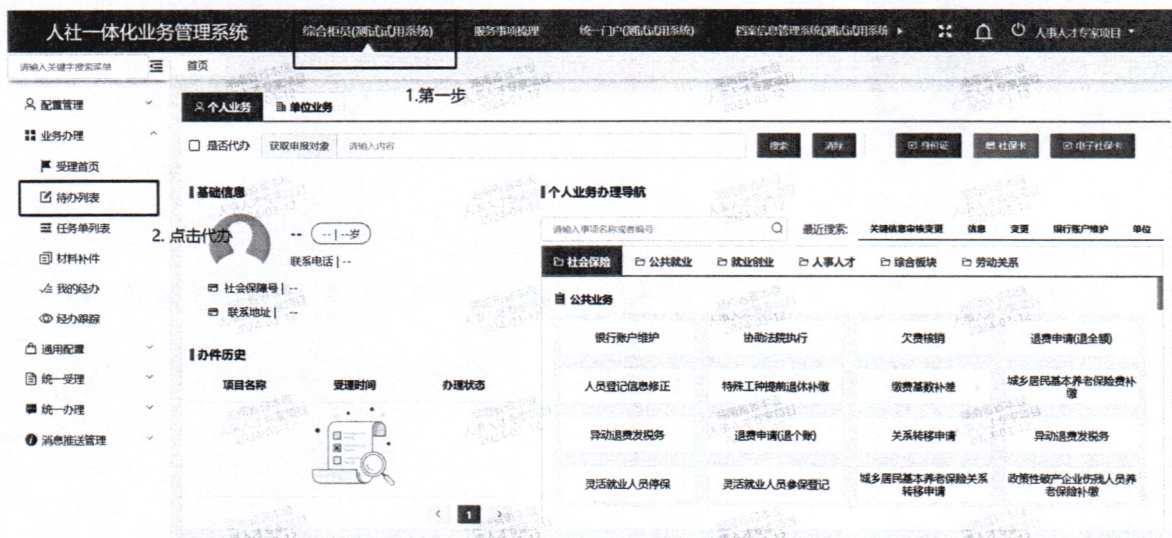 人社一体化业务管理系统 综合柜员(测试试用系统) 服务事项梳理 统一门户(测试试用系统) 档案信息管理系统(测试试用系统 人事人才专家项目
请输入关键字搜索菜单 首页
1.第一步
配置管理 个人业务 单位业务
业务办理
是否代办 获取申报对象 请输入内容 搜索 清除 身份证 社保卡 电子社保卡
受理首页
待办列表 基础信息 个人业务办理导航
任务单列表 2. 点击代办 -- --|--岁 请输入事项名称或者编号 最近搜索: 关键信息审核变更 信息 变更 银行账户维护 单位
材料补件 联系电话 | -- 社会保险 公共就业 就业创业 人事人才 综合板块 劳动关系
我的经办 社会保障号 | -- 公共业务
经办跟踪 联系地址 | --
银行账户维护 协助法院执行 欠费核销 退费申请(退全额)
通用配置 办件历史
统一受理 项目名称 受理时间 办理状态 人员登记信息修正 特殊工种提前退休补缴 缴费基数补差 城乡居民基本养老保险费补缴
统一办理
消息推送管理 异动退费发税务 退费申请(退个账) 关系转移申请 异动退费发税务
灵活就业人员停保 灵活就业人员参保登记 城乡居民基本养老保险关系转移申请 政策性破产企业伤残人员养老保险补缴
< 1 >